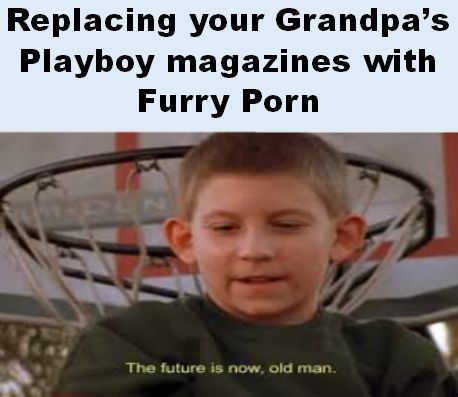 Replacing your Grandpa's
Playboy magazines with
Furry Porn
The future is now, old man.